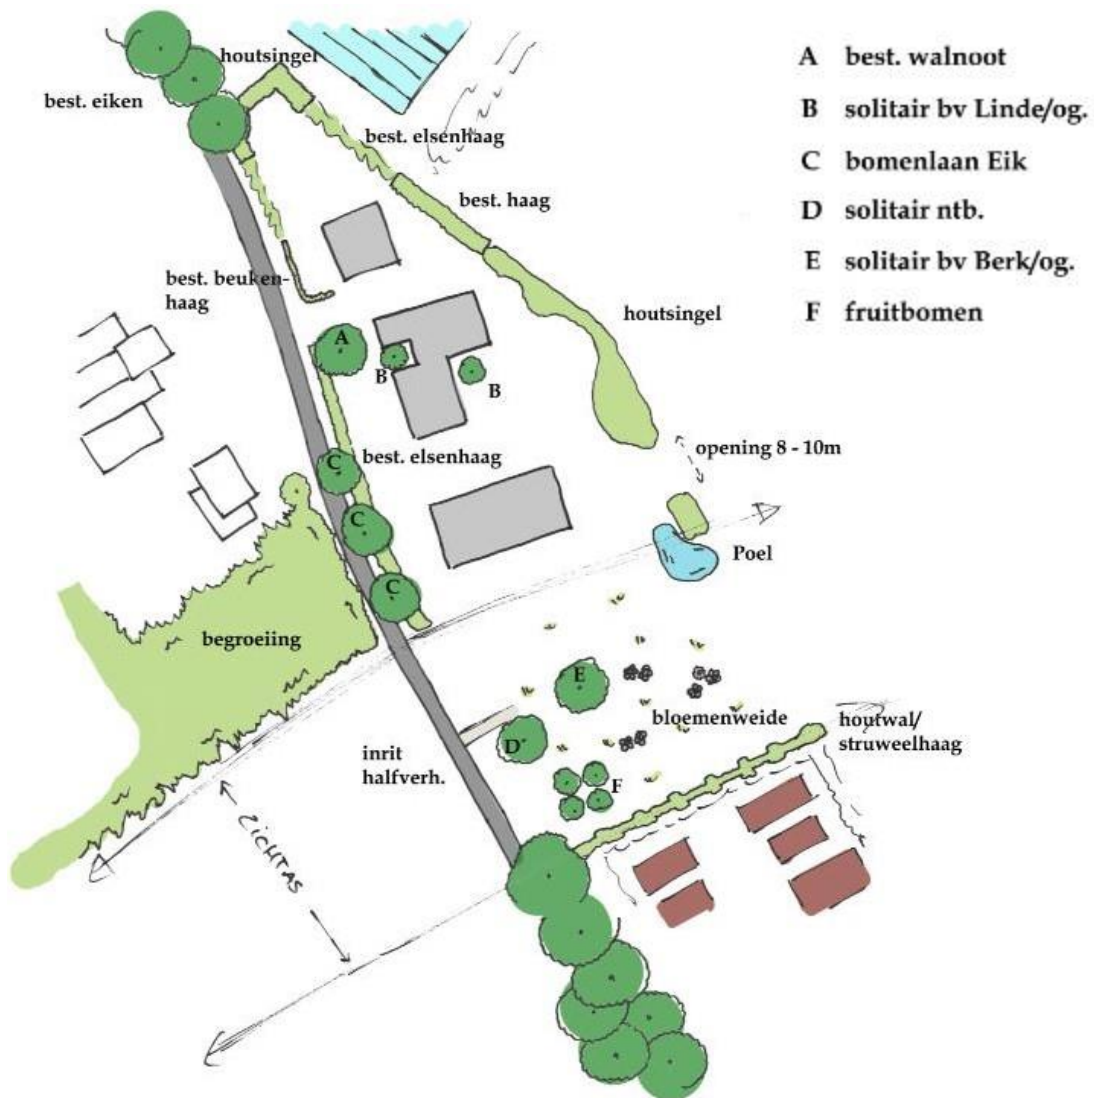 houtsingel
best. eiken
best. elsenhaag
best. haag
best. beuken-
haag
houtsingel
A
B
B
opening 8 - 10m
C
best. elsenhaag
C
Poel
C
begroeiing
E
bloemenweide
houtwal/
struweelhaag
D
inrit
halfverh.
F
ZICHTAS
A best. walnoot
B solitair bv Linde/og.
C bomenlaan Eik
D solitair ntb.
E solitair bv Berk/og.
F fruitbomen